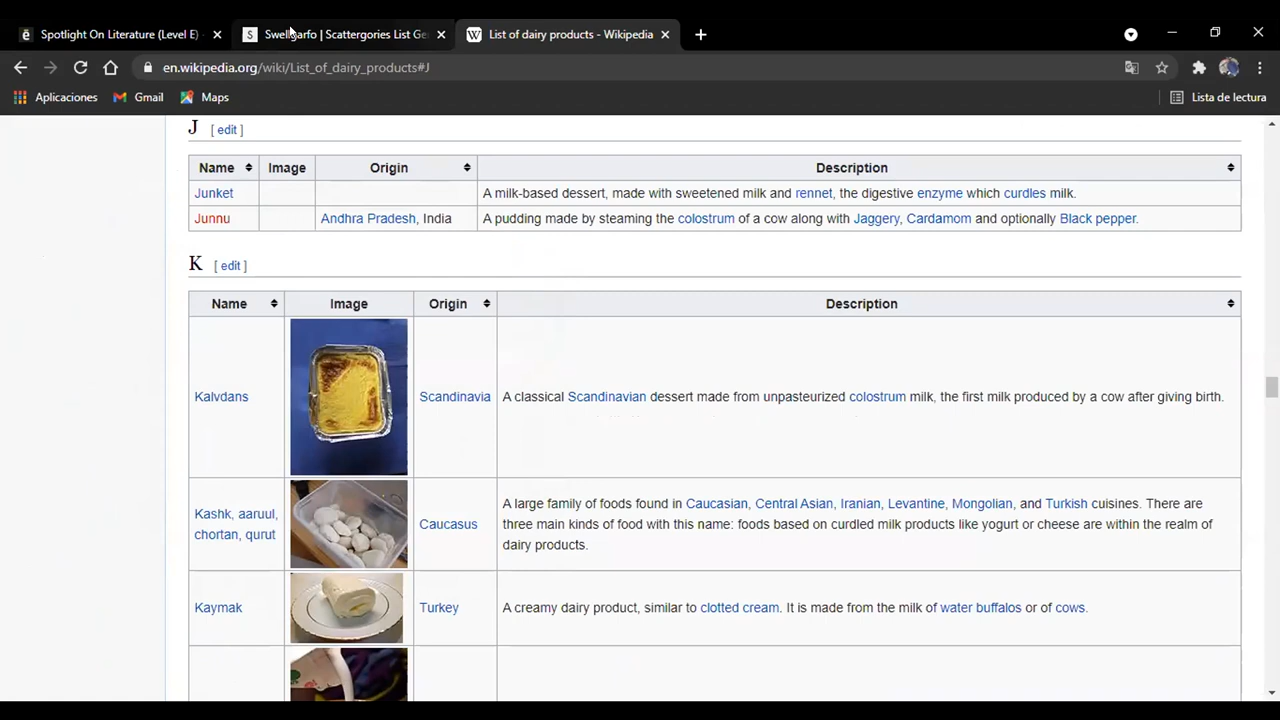 Spotlight On Literature (Level E)
Swellgarfo | Scattergories List Ge
List of dairy products - Wikipedia
en.wikipedia.org/wiki/List_of_dairy_products#J
Aplicaciones Gmail Maps Lista de lectura
J [ edit ]
Name Image Origin Description
Junket A milk-based dessert, made with sweetened milk and rennet, the digestive enzyme which curdles milk.
Junnu Andhra Pradesh, India A pudding made by steaming the colostrum of a cow along with Jaggery, Cardamom and optionally Black pepper.
K [ edit ]
Name Image Origin Description
Kalvdans Scandinavia A classical Scandinavian dessert made from unpasteurized colostrum milk, the first milk produced by a cow after giving birth.
Kashk, aaruul,
chortan, qurut
Caucasus
A large family of foods found in Caucasian, Central Asian, Iranian, Levantine, Mongolian, and Turkish cuisines. There are
three main kinds of food with this name: foods based on curdled milk products like yogurt or cheese are within the realm of
dairy products.
Kaymak Turkey A creamy dairy product, similar to clotted cream. It is made from the milk of water buffalos or of cows.